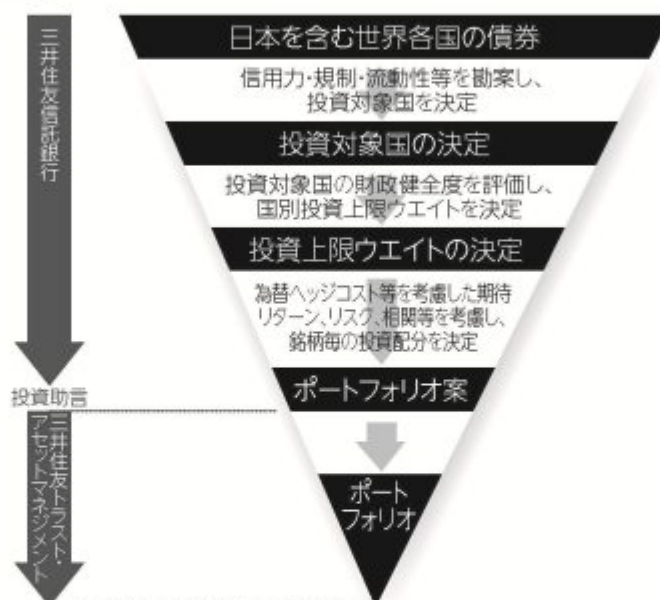 三井住友信託銀行
日本を含む世界各国の債券
信用力・規制・流動性等を勘案し、
投資対象国を決定
投資対象国の決定
投資対象国の財政健全度を評価し、
国別投資上限ウエイトを決定
投資上限ウエイトの決定
為替ヘッジコスト等を考慮した期待
リターン、リスク、相関等を考慮し、
銘柄毎の投資配分を決定
ポートフォリオ案
投資助言
三井住友トラスト・
アセットマネジメント
ポート
フォリオ